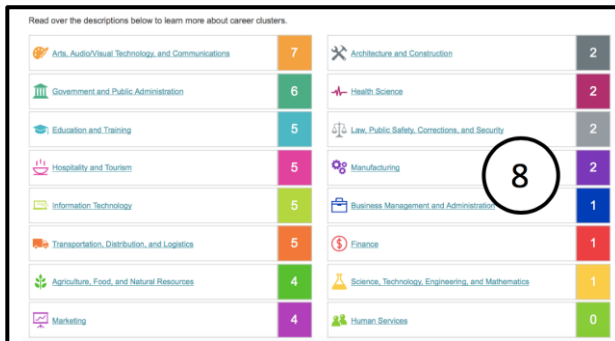 Read over the descriptions below to learn more about career clusters.
Arts, Audio/Visual Technology, and Communications 7
Architecture and Construction 2
Government and Public Administration 6
Health Science 2
Education and Training 5
Law, Public Safety, Corrections, and Security 2
Hospitality and Tourism 5
Manufacturing 2
8
Information Technology 5
Business Management and Administration 1
Transportation, Distribution, and Logistics 5
Finance 1
Agriculture, Food, and Natural Resources 4
Science, Technology, Engineering, and Mathematics 1
Marketing 4
Human Services 0